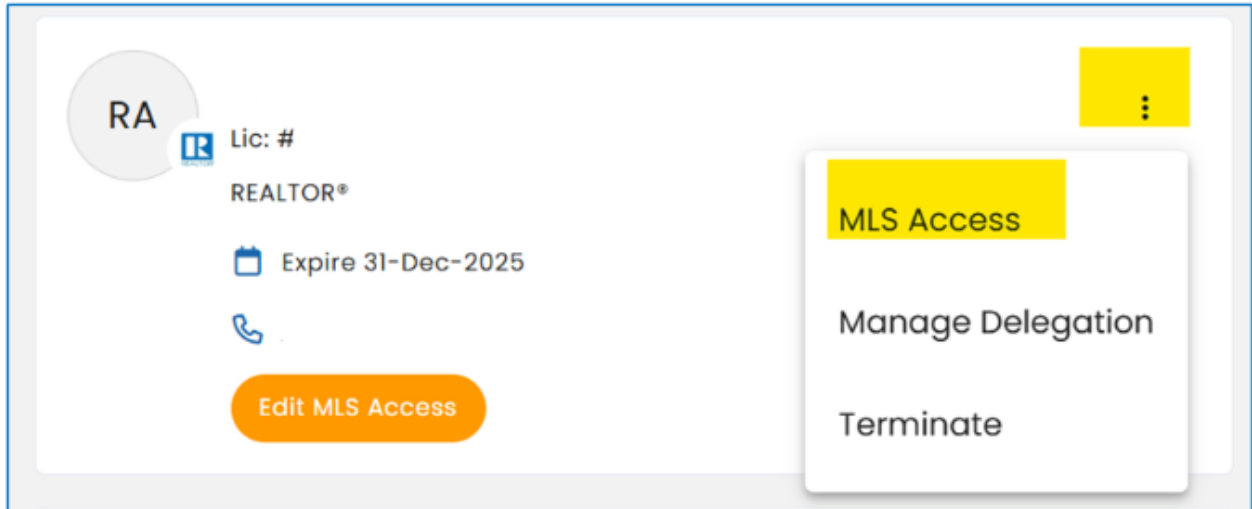 RA
Lic: #
REALTOR®
Expire 31-Dec-2025
Edit MLS Access
MLS Access
Manage Delegation
Terminate